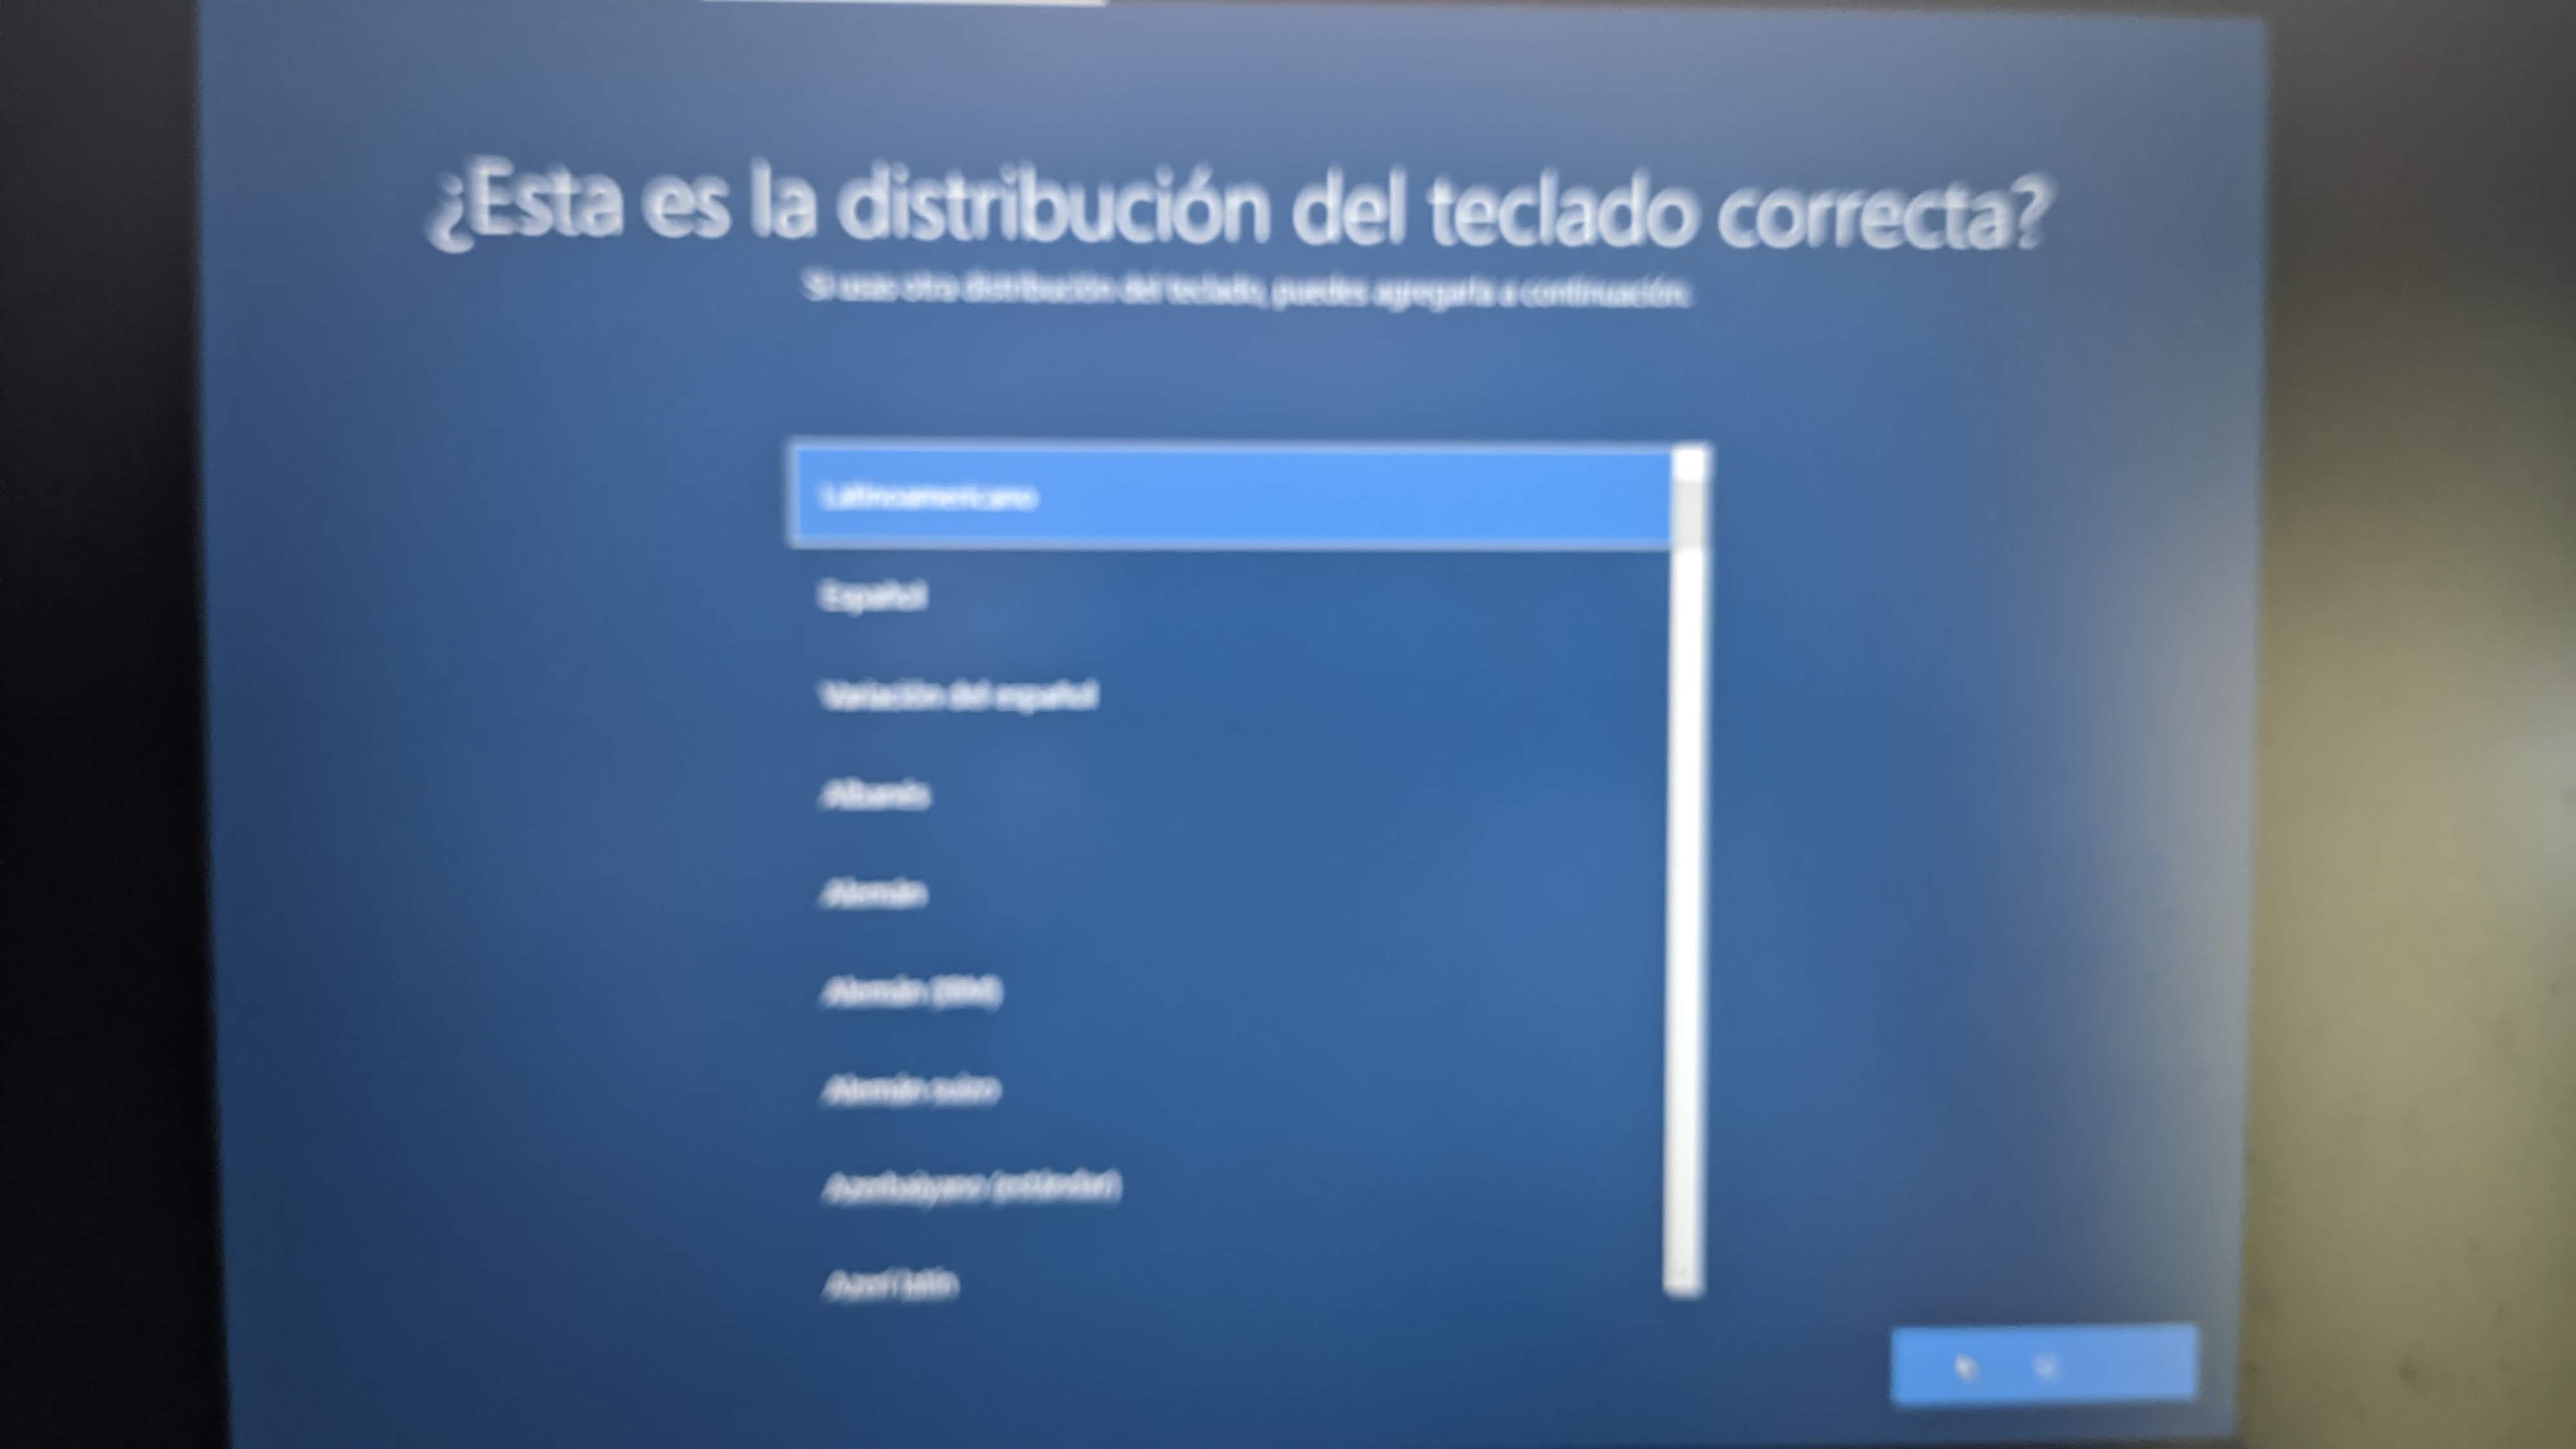 ¿Esta es la distribución del teclado correcta?
Si usas otra distribución del teclado, puedes agregarla a continuación.
Latinoamericano
Español
Variación del español
Albanés
Alemán
Alemán (IBM)
Alemán suizo
Azerbaiyano (estándar)
Azerí latín
Sí